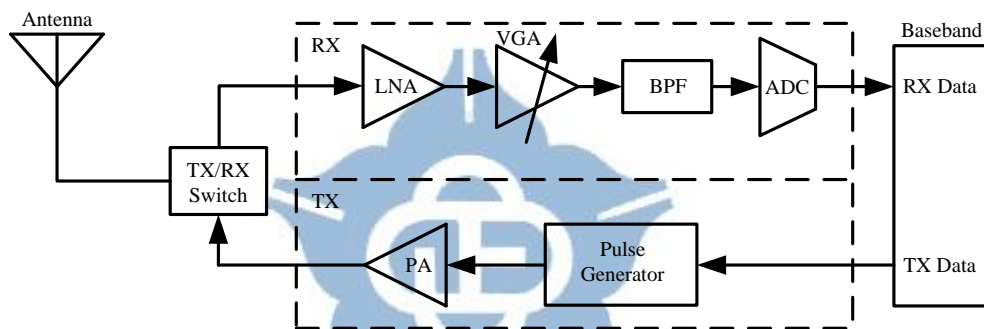 Antenna
RX
LNA
VGA
BPF
ADC
Baseband
RX Data
TX/RX
Switch
TX
PA
Pulse
Generator
TX Data